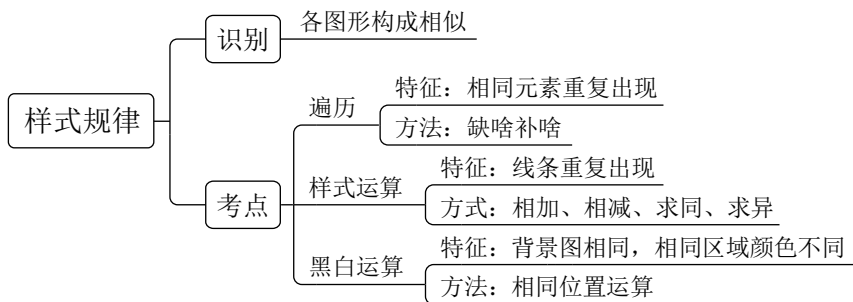 样式规律
识别
各图形构成相似
考点
遍历
特征：相同元素重复出现
方法：缺啥补啥
样式运算
特征：线条重复出现
方式：相加、相减、求同、求异
黑白运算
特征：背景图相同，相同区域颜色不同
方法：相同位置运算